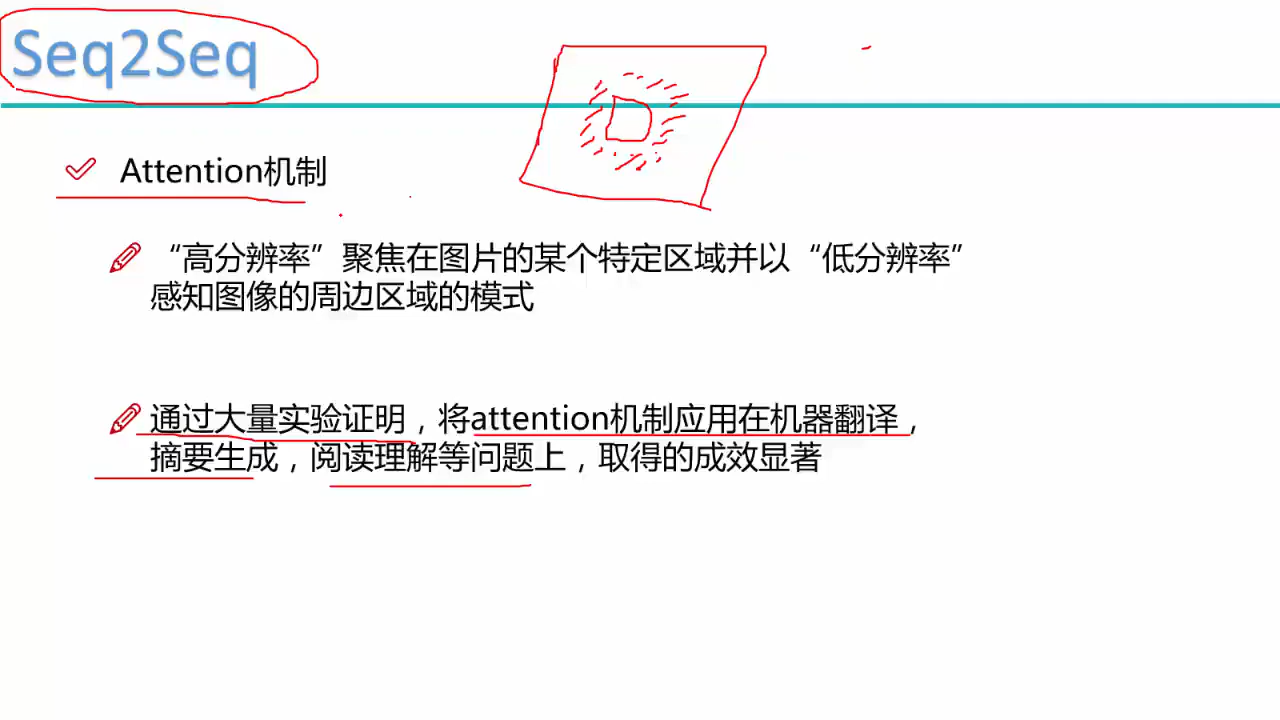 Seq2Seq
Attention机制
“高分辨率”聚焦在图片的某个特定区域并以“低分辨率”
感知图像的周边区域的模式
通过大量实验证明，将attention机制应用在机器翻译，
摘要生成，阅读理解等问题上，取得的成效显著